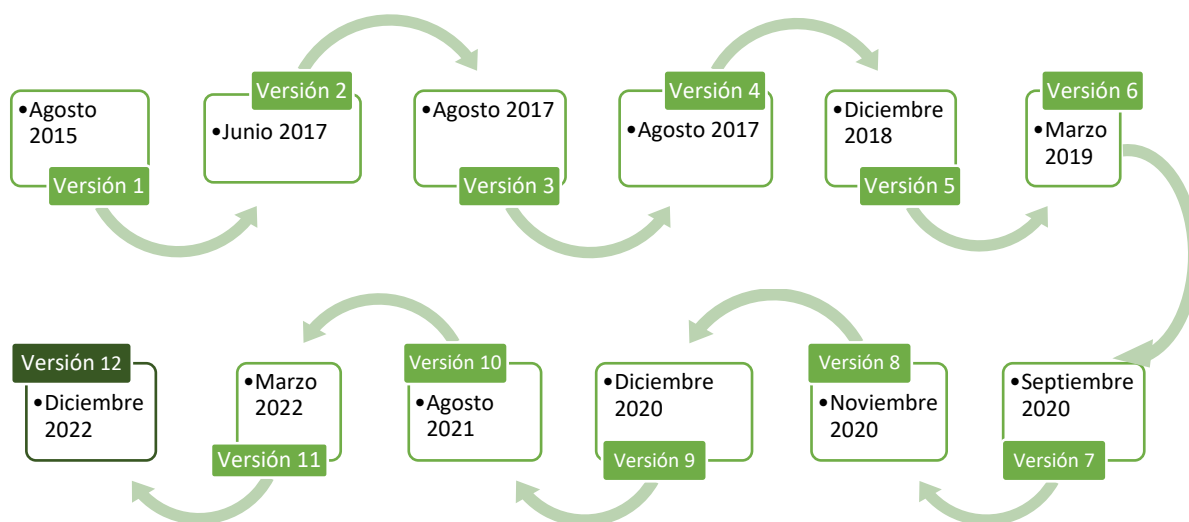 •Agosto
2015
Versión 1
Versión 2
•Junio 2017
•Agosto 2017
Versión 3
Versión 4
•Agosto 2017
•Diciembre
2018
Versión 5
Versión 6
•Marzo
2019
•Septiembre
2020
Versión 7
Versión 8
•Noviembre
2020
•Diciembre
2020
Versión 9
Versión 10
•Agosto
2021
•Marzo
2022
Versión 11
Versión 12
•Diciembre
2022